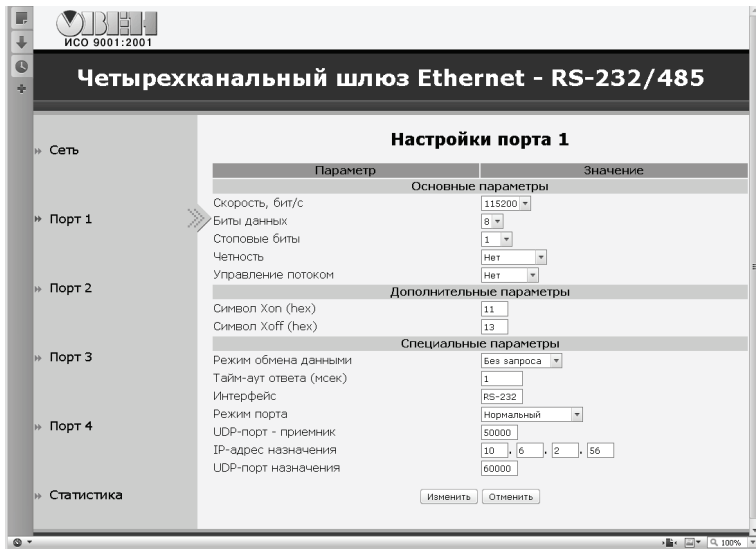 ОВЕН
ИСО 9001:2001
Четырехканальный шлюз Ethernet - RS-232/485
Сеть
Порт 1
Порт 2
Порт 3
Порт 4
Статистика
Настройки порта 1
Параметр Значение
Основные параметры
Скорость, бит/с 115200
Биты данных 8
Стоповые биты 1
Четность Нет
Управление потоком Нет
Дополнительные параметры
Символ Xon (hex) 11
Символ Xoff (hex) 13
Специальные параметры
Режим обмена данными Без запроса
Тайм-аут ответа (мсек) 1
Интерфейс RS-232
Режим порта Нормальный
UDP-порт - приемник 50000
IP-адрес назначения 10 . 6 . 2 . 56
UDP-порт назначения 60000
Изменить Отменить
100%